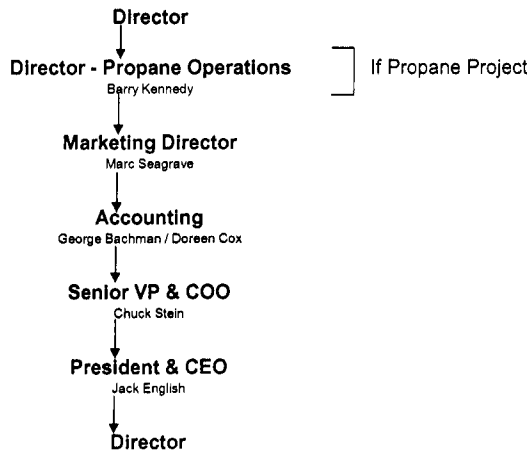 Director
Director - Propane Operations
If Propane Project
Barry Kennedy
Marketing Director
Marc Seagrave
Accounting
George Bachman / Doreen Cox
Senior VP & COO
Chuck Stein
President & CEO
Jack English
Director